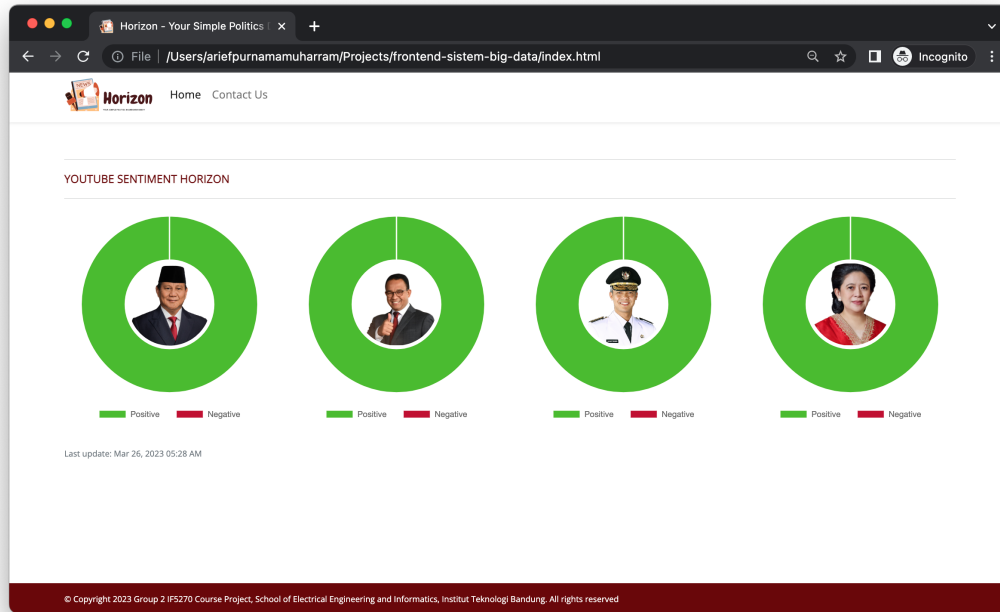 Horizon - Your Simple Politics
File
/Users/ariefpurnamamuharram/Projects/frontend-sistem-big-data/index.html
Incognito
NEWS
Horizon
Home
Contact Us
YOUTUBE SENTIMENT HORIZON
Positive
Negative
Positive
Negative
Positive
Negative
Positive
Negative
Last update: Mar 26, 2023 05:28 AM
© Copyright 2023 Group 2 IF5270 Course Project, School of Electrical Engineering and Informatics, Institut Teknologi Bandung. All rights reserved